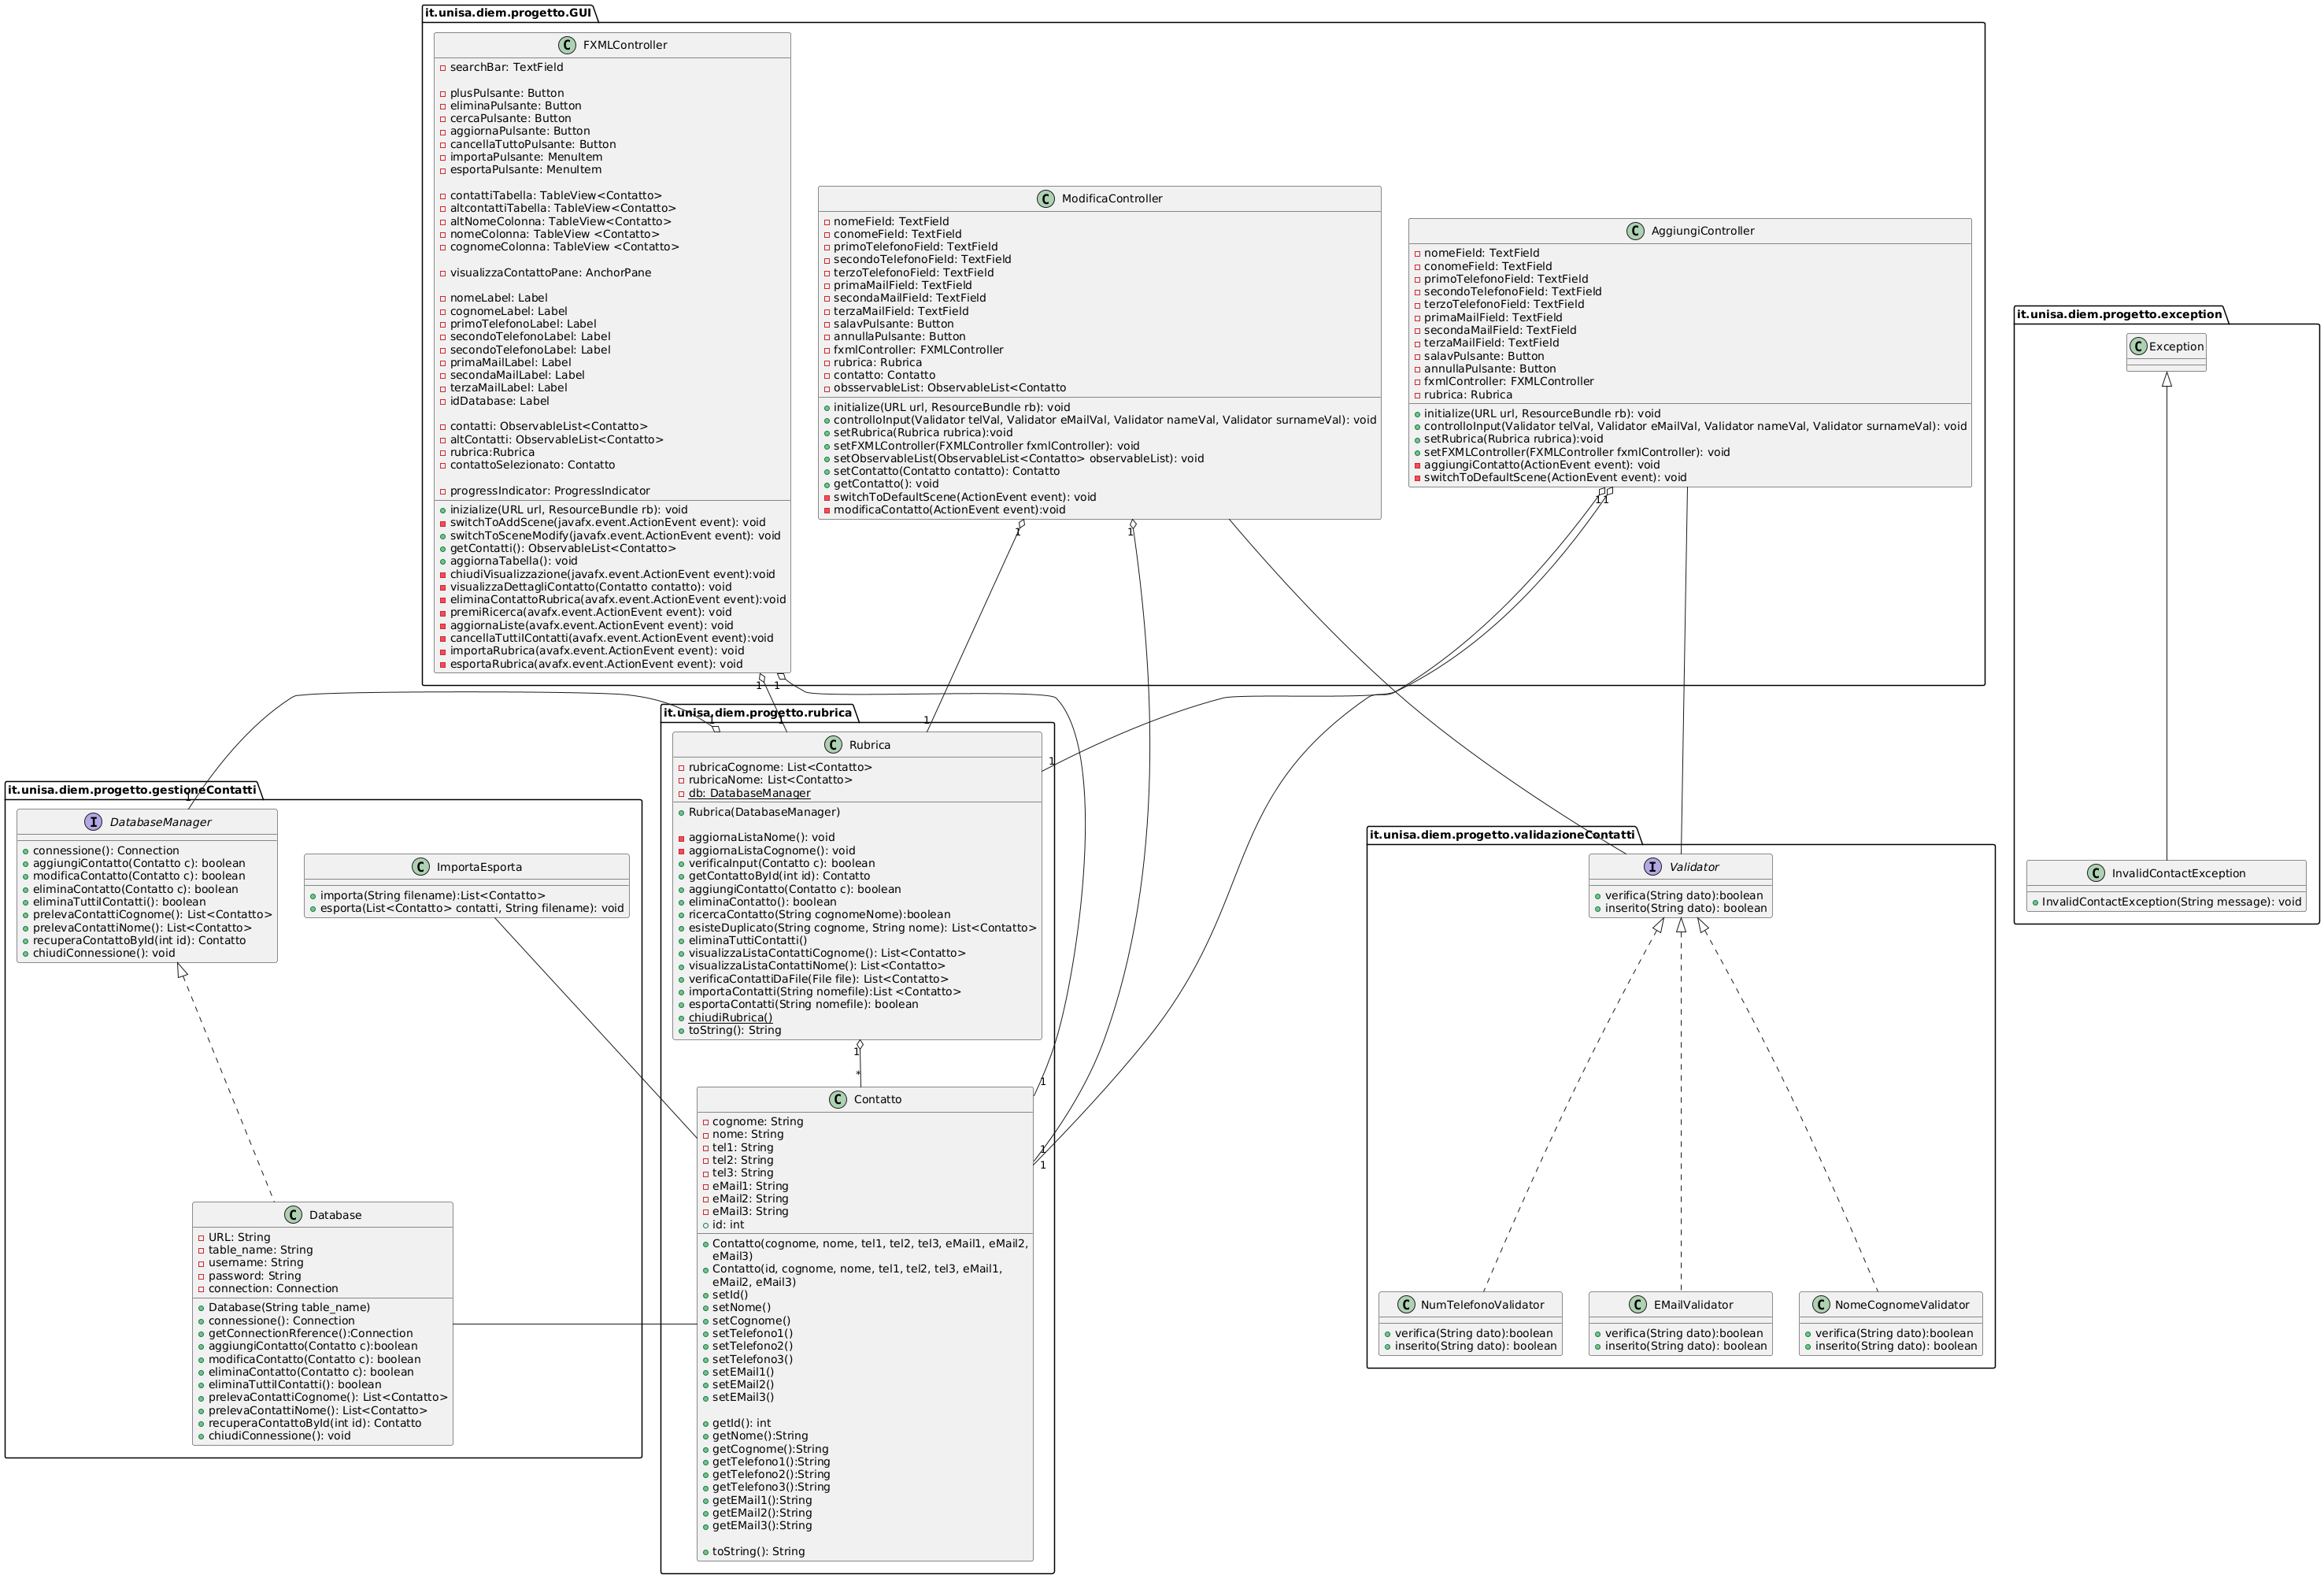 it.unisa.diem.progetto.GUI
FXMLController
searchBar: TextField
plusPulsante: Button
eliminaPulsante: Button
cercaPulsante: Button
aggiornaPulsante: Button
cancellaTuttoPulsante: Button
importaPulsante: MenuItem
esportaPulsante: MenuItem
contattiTabella: TableView<Contatto>
altcontattiTabella: TableView<Contatto>
altNomeColonna: TableView<Contatto>
nomeColonna: TableView <Contatto>
cognomeColonna: TableView <Contatto>
visualizzaContattoPane: AnchorPane
nomeLabel: Label
cognomeLabel: Label
primoTelefonoLabel: Label
secondoTelefonoLabel: Label
secondoTelefonoLabel: Label
primaMailLabel: Label
secondaMailLabel: Label
terzaMailLabel: Label
idDatabase: Label
contatti: ObservableList<Contatto>
altContatti: ObservableList<Contatto>
rubrica:Rubrica
contattoSelezionato: Contatto
progressIndicator: ProgressIndicator
inizialize(URL url, ResourceBundle rb): void
switchToAddScene(javafx.event.ActionEvent event): void
switchToSceneModify(javafx.event.ActionEvent event): void
getContatti(): ObservableList<Contatto>
aggiornaTabella(): void
chiudiVisualizzazione(javafx.event.ActionEvent event):void
visualizzaDettagliContatto(Contatto contatto): void
eliminaContattoRubrica(avafx.event.ActionEvent event):void
premiRicerca(avafx.event.ActionEvent event): void
aggiornaListe(avafx.event.ActionEvent event): void
cancellaTuttiIContatti(avafx.event.ActionEvent event):void
importaRubrica(avafx.event.ActionEvent event): void
esportaRubrica(avafx.event.ActionEvent event): void
ModificaController
nomeField: TextField
conomeField: TextField
primoTelefonoField: TextField
secondoTelefonoField: TextField
terzoTelefonoField: TextField
primaMailField: TextField
secondaMailField: TextField
terzaMailField: TextField
salavPulsante: Button
annullaPulsante: Button
fxmlController: FXMLController
rubrica: Rubrica
contatto: Contatto
obsservableList: ObservableList<Contatto
initialize(URL url, ResourceBundle rb): void
controlloInput(Validator telVal, Validator eMailVal, Validator nameVal, Validator surnameVal): void
setRubrica(Rubrica rubrica):void
setFXMLController(FXMLController fxmlController): void
setObservableList(ObservableList<Contatto> observableList): void
setContatto(Contatto contatto): Contatto
getContatto(): void
switchToDefaultScene(ActionEvent event): void
modificaContatto(ActionEvent event):void
AggiungiController
nomeField: TextField
conomeField: TextField
primoTelefonoField: TextField
secondoTelefonoField: TextField
terzoTelefonoField: TextField
primaMailField: TextField
secondaMailField: TextField
terzaMailField: TextField
salavPulsante: Button
annullaPulsante: Button
fxmlController: FXMLController
rubrica: Rubrica
initialize(URL url, ResourceBundle rb): void
controlloInput(Validator telVal, Validator eMailVal, Validator nameVal, Validator surnameVal): void
setRubrica(Rubrica rubrica):void
setFXMLController(FXMLController fxmlController): void
aggiungiContatto(ActionEvent event): void
switchToDefaultScene(ActionEvent event): void
it.unisa.diem.progetto.exception
Exception
InvalidContactException
InvalidContactException(String message): void
1
1
1
1
1
1
1
1
1
1
1
it.unisa.diem.progetto.rubrica
Rubrica
rubricaCognome: List<Contatto>
rubricaNome: List<Contatto>
db: DatabaseManager
Rubrica(DatabaseManager)
aggiornaListaNome(): void
aggiornaListaCognome(): void
verificaInput(Contatto c): boolean
getContattoById(int id): Contatto
aggiungiContatto(Contatto c): boolean
eliminaContatto(): boolean
ricercaContatto(String cognomeNome):boolean
esisteDuplicato(String cognome, String nome): List<Contatto>
eliminaTuttiContatti()
visualizzaListaContattiCognome(): List<Contatto>
visualizzaListaContattiNome(): List<Contatto>
verificaContattiDaFile(File file): List<Contatto>
importaContatti(String nomefile):List <Contatto>
esportaContatti(String nomefile): boolean
chiudiRubrica()
toString(): String
1
*
1
1
1
Contatto
cognome: String
nome: String
tel1: String
tel2: String
tel3: String
eMail1: String
eMail2: String
eMail3: String
id: int
Contatto(cognome, nome, tel1, tel2, tel3, eMail1, eMail2,
eMail3)
Contatto(id, cognome, nome, tel1, tel2, tel3, eMail1,
eMail2, eMail3)
setId()
setNome()
setCognome()
setTelefono1()
setTelefono2()
setTelefono3()
setEMail1()
setEMail2()
setEMail3()
getId(): int
getNome():String
getCognome():String
getTelefono1():String
getTelefono2():String
getTelefono3():String
getEMail1():String
getEMail2():String
getEMail3():String
toString(): String
it.unisa.diem.progetto.gestioneContatti
DatabaseManager
connessione(): Connection
aggiungiContatto(Contatto c): boolean
modificaContatto(Contatto c): boolean
eliminaContatto(Contatto c): boolean
eliminaTuttiIContatti(): boolean
prelevaContattiCognome(): List<Contatto>
prelevaContattiNome(): List<Contatto>
recuperaContattoById(int id): Contatto
chiudiConnessione(): void
ImportaEsporta
importa(String filename):List<Contatto>
esporta(List<Contatto> contatti, String filename): void
Database
URL: String
table_name: String
username: String
password: String
connection: Connection
Database(String table_name)
connessione(): Connection
getConnectionRference():Connection
aggiungiContatto(Contatto c):boolean
modificaContatto(Contatto c): boolean
eliminaContatto(Contatto c): boolean
eliminaTuttiIContatti(): boolean
prelevaContattiCognome(): List<Contatto>
prelevaContattiNome(): List<Contatto>
recuperaContattoById(int id): Contatto
chiudiConnessione(): void
it.unisa.diem.progetto.validazioneContatti
Validator
verifica(String dato):boolean
inserito(String dato): boolean
NumTelefonoValidator
verifica(String dato):boolean
inserito(String dato): boolean
EMailValidator
verifica(String dato):boolean
inserito(String dato): boolean
NomeCognomeValidator
verifica(String dato):boolean
inserito(String dato): boolean